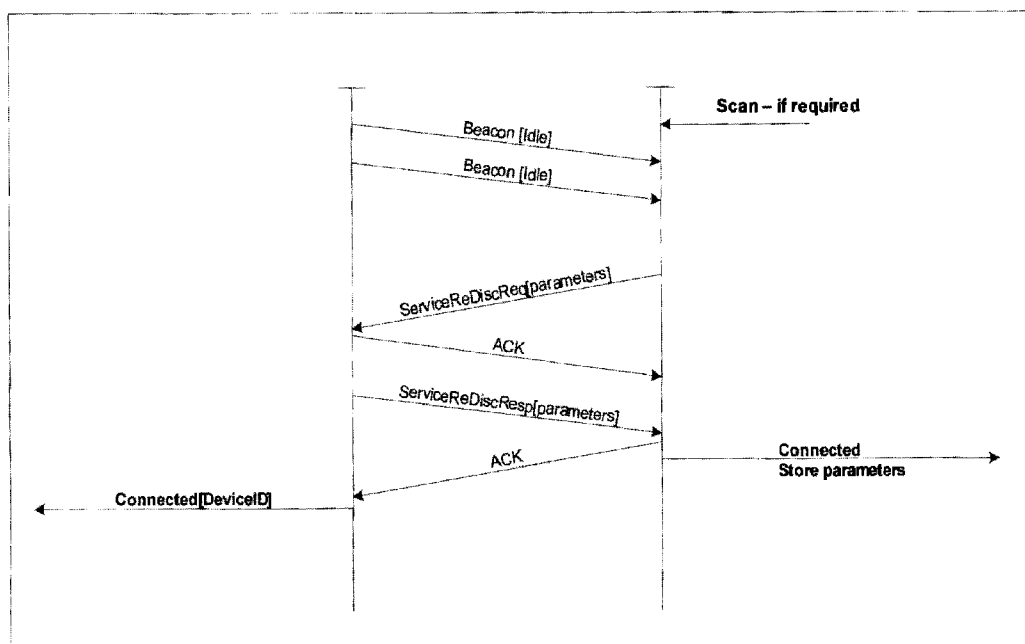 Scan – if required
Beacon [Idle]
Beacon [Idle]
ServiceReDiscReq[parameters]
ACK
ServiceReDiscResp[parameters]
ACK
Connected
Store parameters
Connected[DeviceID]